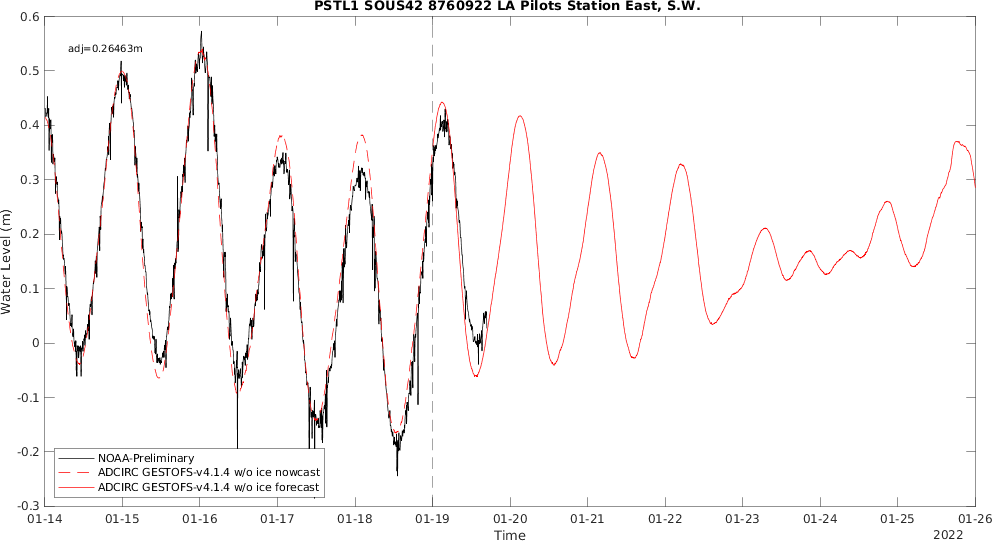 PSTL1 SOUS42 8760922 LA Pilots Station East, S.W.
adj=0.26463m
Water Level (m)
0.6
0.5
0.4
0.3
0.2
0.1
0
-0.1
-0.2
-0.3
NOAA-Preliminary
ADCIRC GESTOFS-v4.1.4 w/o ice nowcast
ADCIRC GESTOFS-v4.1.4 w/o ice forecast
01-14 01-15 01-16 01-17 01-18 01-19 01-20 01-21 01-22 01-23 01-24 01-25 01-26
Time
2022